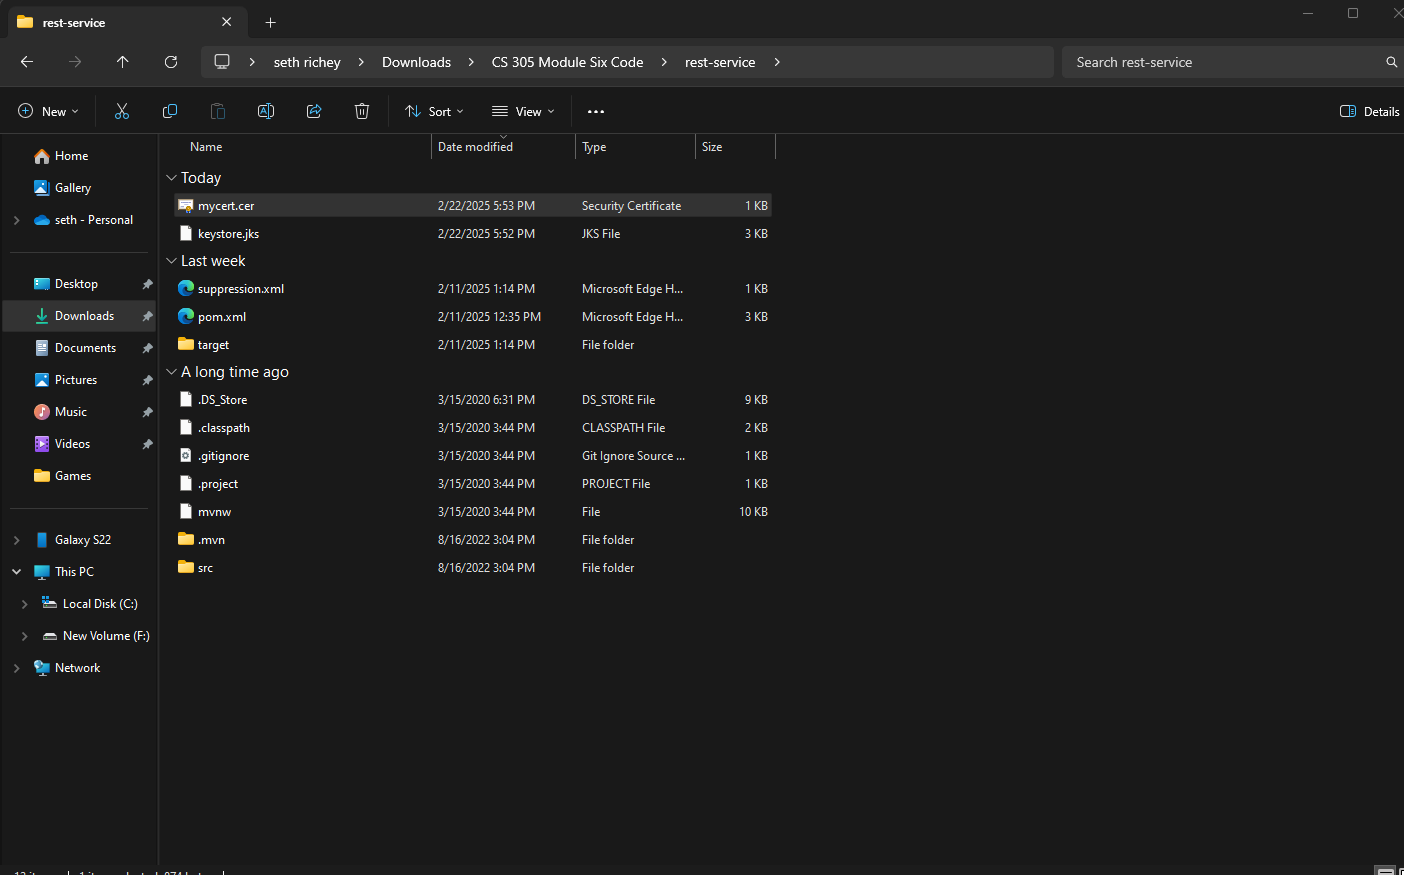 rest-service
seth richey > Downloads > CS 305 Module Six Code > rest-service >
Search rest-service
New
Sort
View
Details
Name Date modified Type Size
Home
Gallery
seth - Personal
Desktop
Downloads
Documents
Pictures
Music
Videos
Games
Galaxy S22
This PC
Local Disk (C:)
New Volume (F:)
Network
Today
mycert.cer 2/22/2025 5:53 PM Security Certificate 1 KB
keystore.jks 2/22/2025 5:52 PM JKS File 3 KB
Last week
suppression.xml 2/11/2025 1:14 PM Microsoft Edge H... 1 KB
pom.xml 2/11/2025 12:35 PM Microsoft Edge H... 3 KB
target 2/11/2025 1:14 PM File folder
A long time ago
.DS_Store 3/15/2020 6:31 PM DS_STORE File 9 KB
.classpath 3/15/2020 3:44 PM CLASSPATH File 2 KB
.gitignore 3/15/2020 3:44 PM Git Ignore Source ... 1 KB
.project 3/15/2020 3:44 PM PROJECT File 1 KB
mvnw 3/15/2020 3:44 PM File 10 KB
.mvn 8/16/2022 3:04 PM File folder
src 8/16/2022 3:04 PM File folder